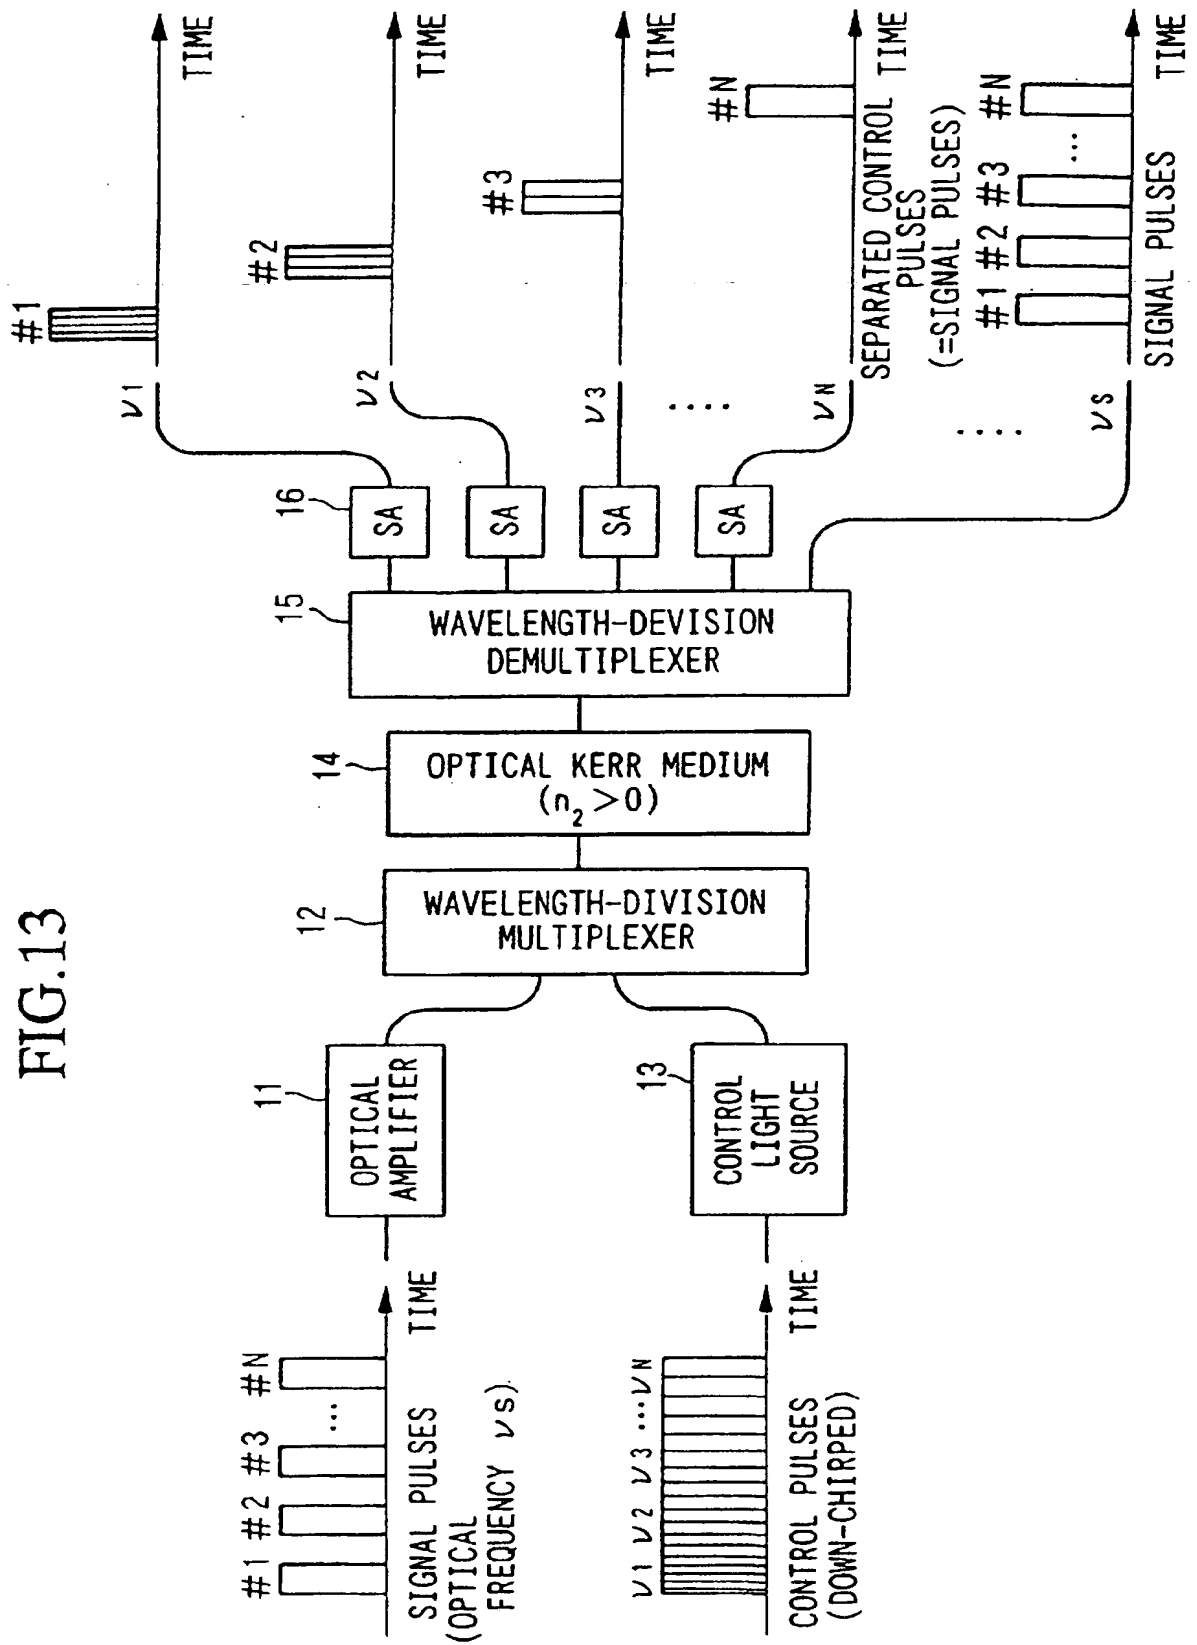 FIG.13
#1
#2
#3
...
#N
TIME
SIGNAL PULSES
(OPTICAL
FREQUENCY νs)
11
OPTICAL
AMPLIFIER
ν1
ν2
ν3
...
νN
TIME
CONTROL PULSES
(DOWN-CHIRPED)
13
CONTROL
LIGHT
SOURCE
12
WAVELENGTH-DIVISION
MULTIPLEXER
14
OPTICAL KERR MEDIUM
(n2>0)
15
WAVELENGTH-DEVISION
DEMULTIPLEXER
16
SA
SA
SA
SA
ν1
#1
TIME
ν2
#2
TIME
ν3
#3
TIME
....
νN
#N
TIME
SEPARATED CONTROL
PULSES
(=SIGNAL PULSES)
....
νS
#1
#2
#3
...
#N
TIME
SIGNAL PULSES